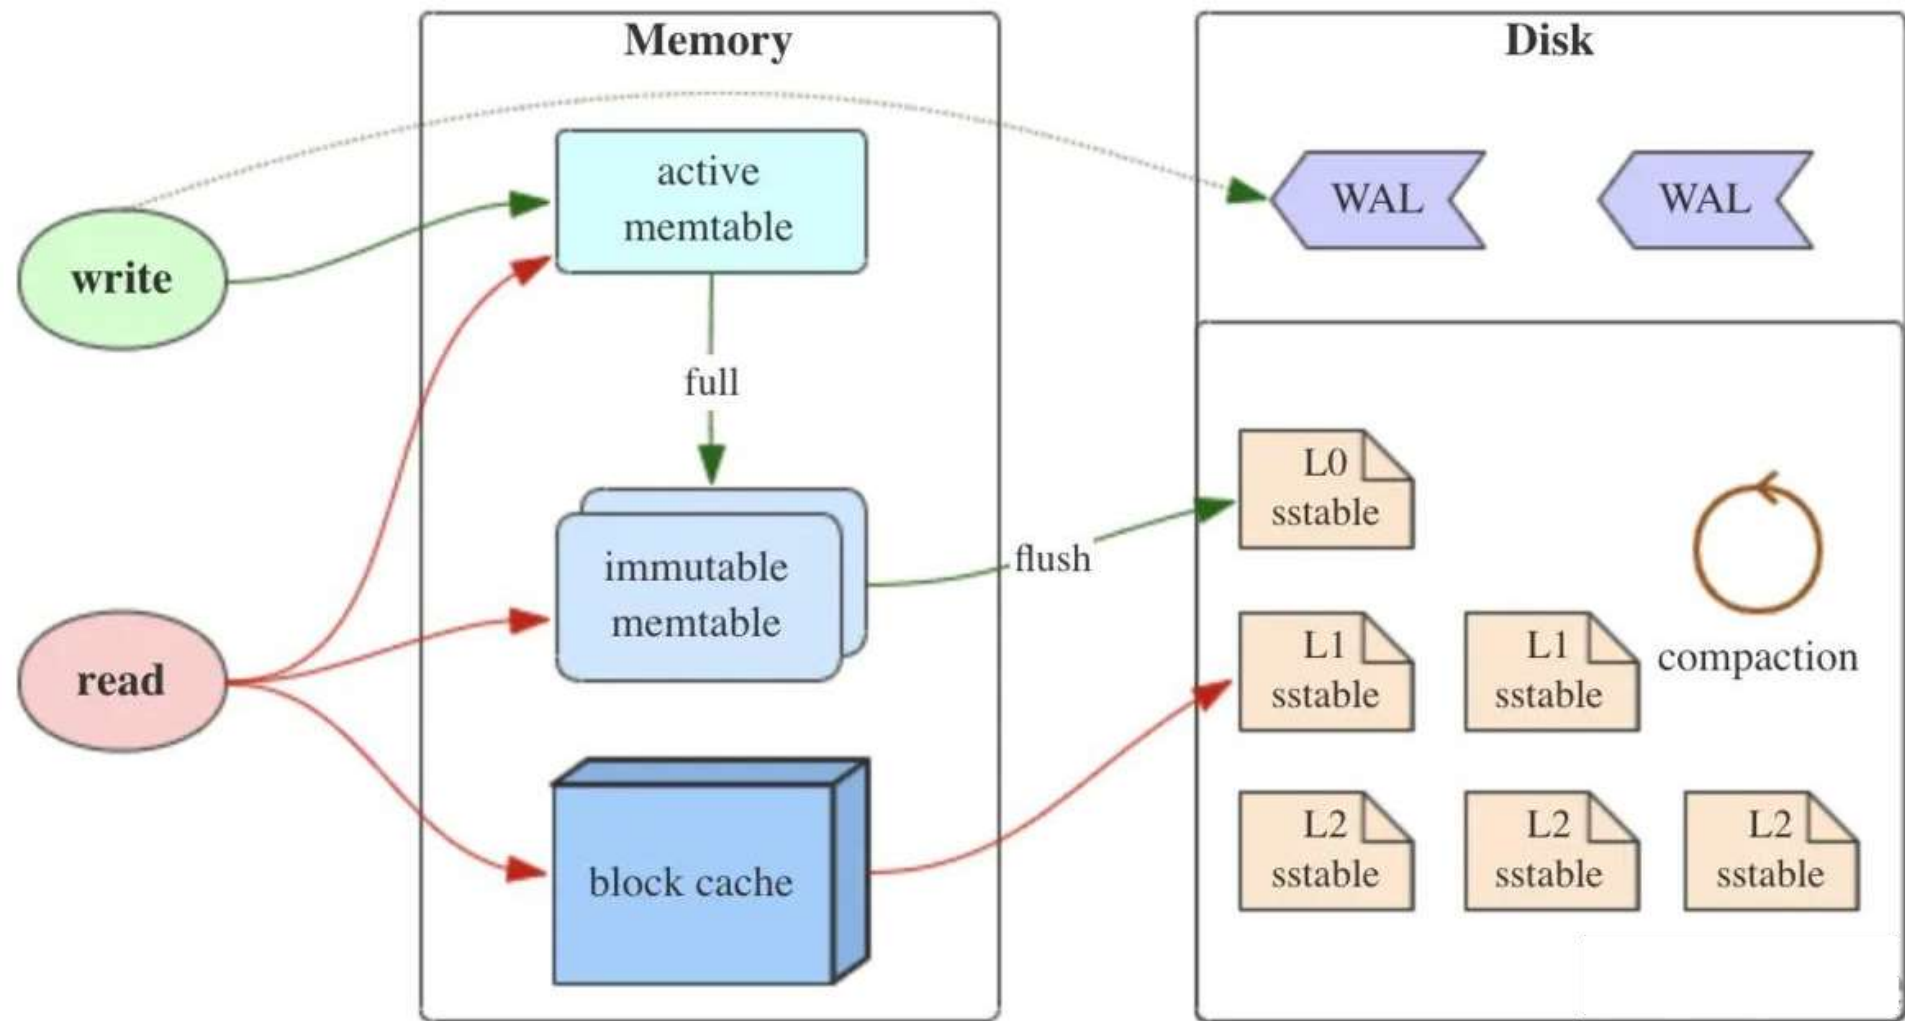 Memory
Disk
active
memtable
WAL
WAL
write
full
L0
sstable
immutable
memtable
flush
L1
sstable
L1
sstable
compaction
read
block cache
L2
sstable
L2
sstable
L2
sstable